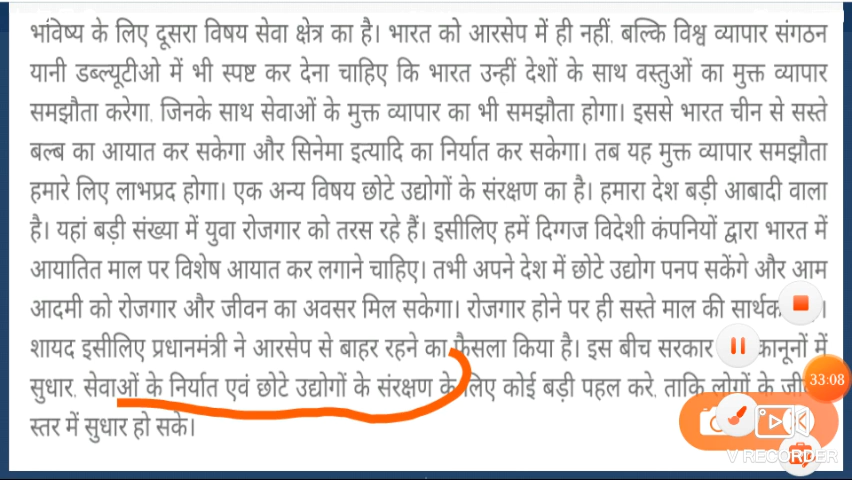 भविष्य के लिए दूसरा विषय सेवा क्षेत्र का है। भारत को आरसेप में ही नहीं, बल्कि विश्व व्यापार संगठन
यानी डब्ल्यूटीओ में भी स्पष्ट कर देना चाहिए कि भारत उन्हीं देशों के साथ वस्तुओं का मुक्त व्यापार
समझौता करेगा, जिनके साथ सेवाओं के मुक्त व्यापार का भी समझौता होगा। इससे भारत चीन से सस्ते
बल्ब का आयात कर सकेगा और सिनेमा इत्यादि का निर्यात कर सकेगा। तब यह मुक्त व्यापार समझौता
हमारे लिए लाभप्रद होगा। एक अन्य विषय छोटे उद्योगों के संरक्षण का है। हमारा देश बड़ी आबादी वाला
है। यहां बड़ी संख्या में युवा रोजगार को तरस रहे हैं। इसीलिए हमें दिग्गज विदेशी कंपनियों द्वारा भारत में
आयातित माल पर विशेष आयात कर लगाने चाहिए। तभी अपने देश में छोटे उद्योग पनप सकेंगे और आम
आदमी को रोजगार और जीवन का अवसर मिल सकेगा। रोजगार होने पर ही सस्ते माल की
शायद इसीलिए प्रधानमंत्री ने आरसेप से बाहर रहने का फैसला किया है। इस बीच सरकार कानूनों में
सुधार, सेवाओं के निर्यात एवं छोटे उद्योगों के संरक्षण के लिए कोई बड़ी पहल करे, ताकि लोगों के
33:08
स्तर में सुधार हो सके।
V RECORDER